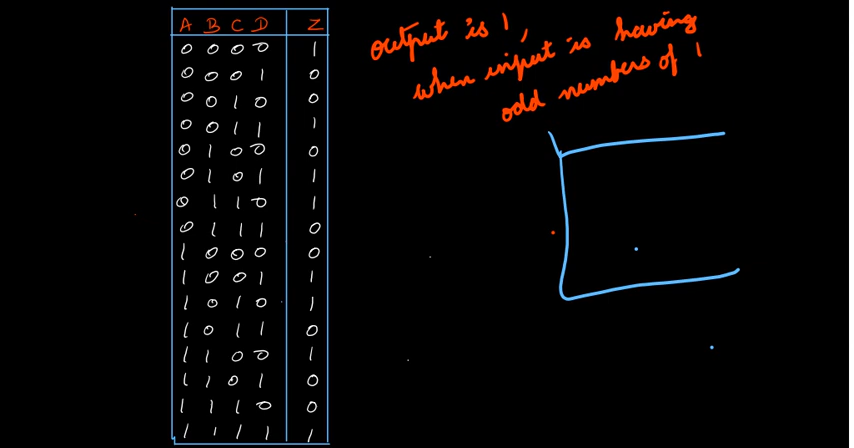 A B C D Z
0 0 0 0 1
0 0 0 1 0
0 0 1 0 0
0 0 1 1 1
0 1 0 0 0
0 1 0 1 1
0 1 1 0 1
0 1 1 1 0
1 0 0 0 0
1 0 0 1 1
1 0 1 0 1
1 0 1 1 0
1 1 0 0 1
1 1 0 1 0
1 1 1 0 0
1 1 1 1 1
output is 1,
when input is having
odd numbers of 1